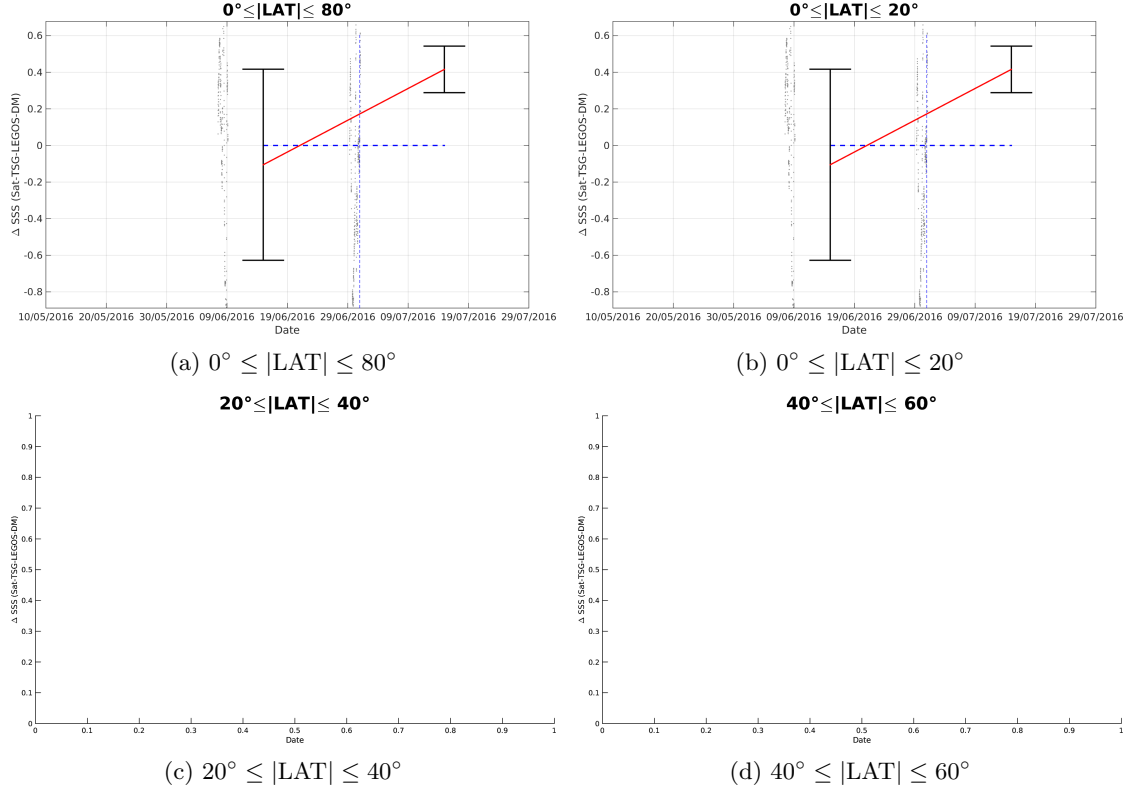 0°≤|LAT|≤ 80°
0.6
0.4
0.2
0
-0.2
-0.4
-0.6
-0.8
Δ SSS (Sat-TSG-LEGOS-DM)
10/05/2016 20/05/2016 30/05/2016 09/06/2016 19/06/2016 29/06/2016 09/07/2016 19/07/2016 29/07/2016
Date
(a) 0° ≤ |LAT| ≤ 80°
0°≤|LAT|≤ 20°
0.6
0.4
0.2
0
-0.2
-0.4
-0.6
-0.8
Δ SSS (Sat-TSG-LEGOS-DM)
10/05/2016 20/05/2016 30/05/2016 09/06/2016 19/06/2016 29/06/2016 09/07/2016 19/07/2016 29/07/2016
Date
(b) 0° ≤ |LAT| ≤ 20°
20°≤|LAT|≤ 40°
1
0.9
0.8
0.7
0.6
0.5
0.4
0.3
0.2
0.1
0
Δ SSS (Sat-TSG-LEGOS-DM)
0 0.1 0.2 0.3 0.4 0.5 0.6 0.7 0.8 0.9 1
Date
(c) 20° ≤ |LAT| ≤ 40°
40°≤|LAT|≤ 60°
1
0.9
0.8
0.7
0.6
0.5
0.4
0.3
0.2
0.1
0
Δ SSS (Sat-TSG-LEGOS-DM)
0 0.1 0.2 0.3 0.4 0.5 0.6 0.7 0.8 0.9 1
Date
(d) 40° ≤ |LAT| ≤ 60°